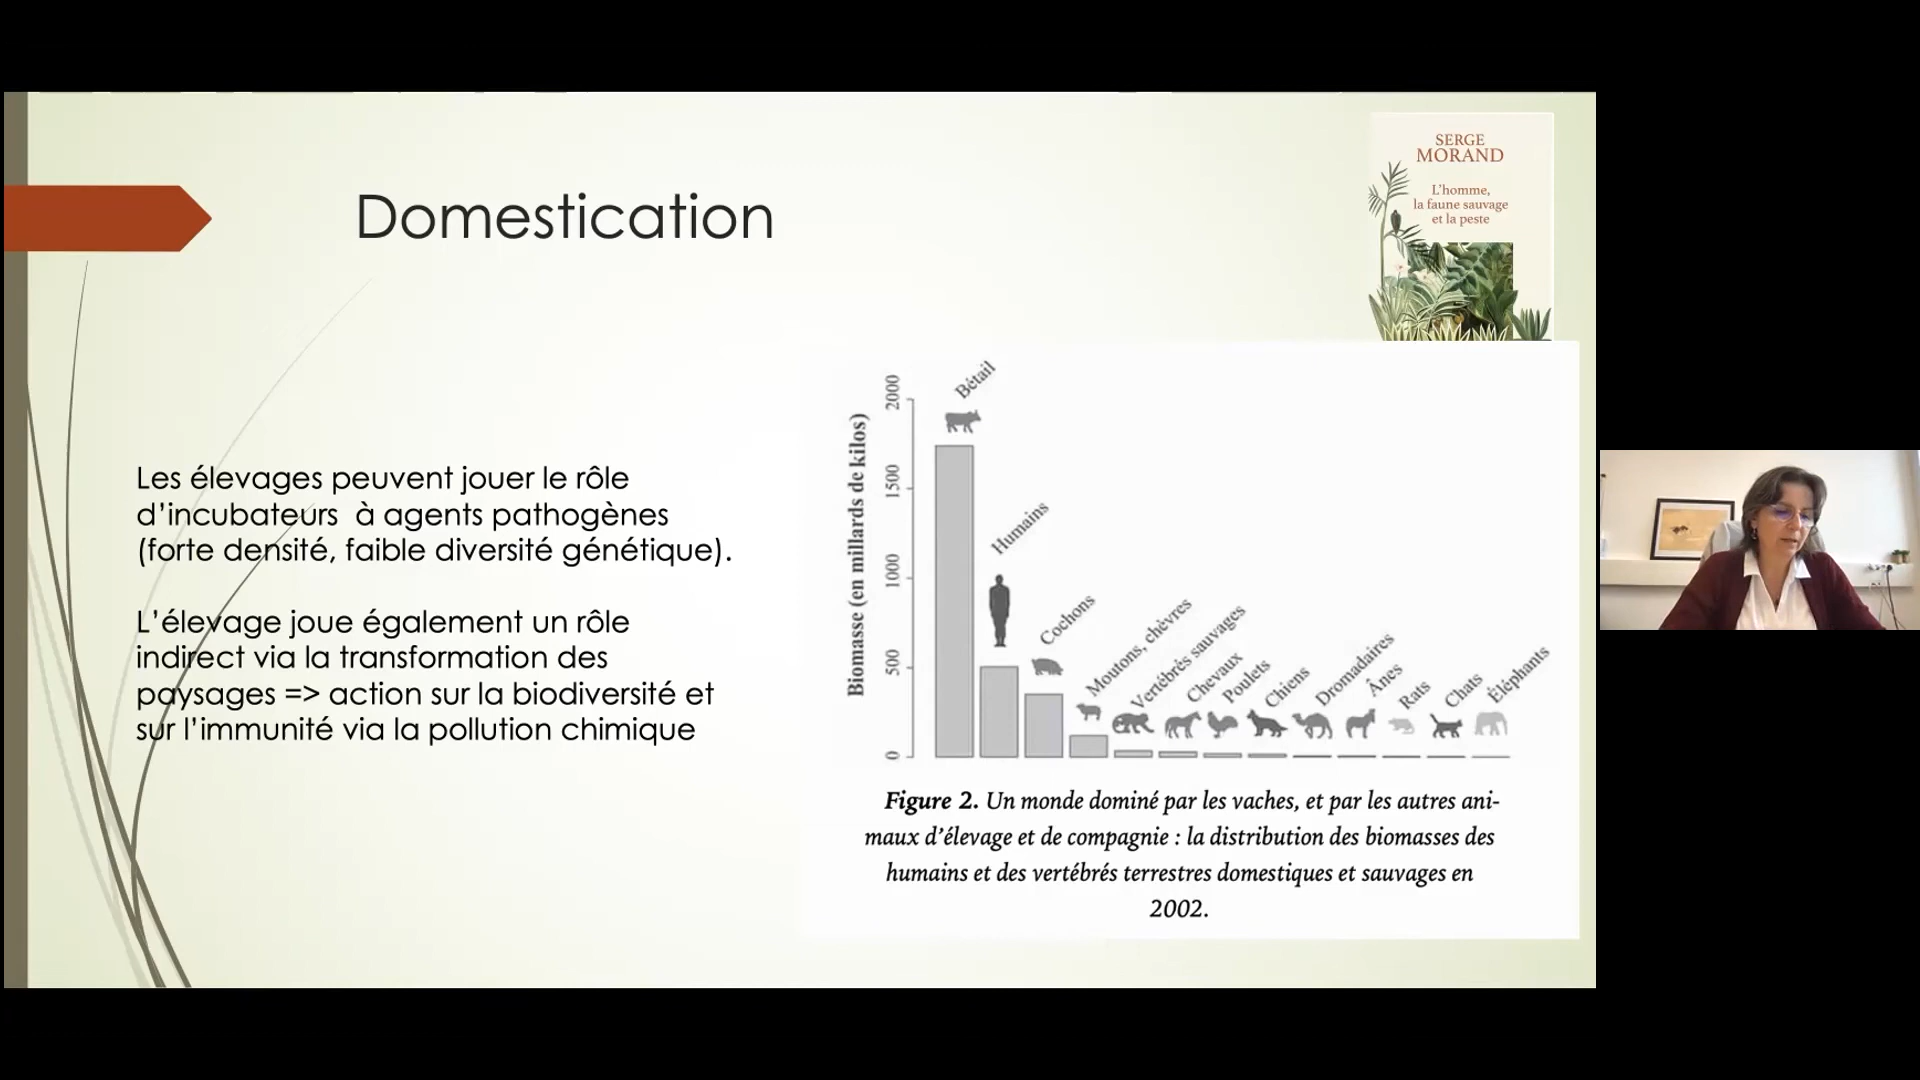 Domestication
SERGE
MORAND
L'homme,
la faune sauvage
et la peste
Les élevages peuvent jouer le rôle
d'incubateurs à agents pathogènes
(forte densité, faible diversité génétique).
L'élevage joue également un rôle
indirect via la transformation des
paysages => action sur la biodiversité et
sur l'immunité via la pollution chimique
Biomasse (en millards de kilos)
2000
1500
1000
500
0
Bétail
Humains
Cochons
Moutons, chèvres
Vertébrés sauvages
Chevaux
Poulets
Chiens
Dromadaires
Ânes
Rats
Chats
Éléphants
Figure 2. Un monde dominé par les vaches, et par les autres ani-
maux d'élevage et de compagnie : la distribution des biomasses des
humains et des vertébrés terrestres domestiques et sauvages en
2002.